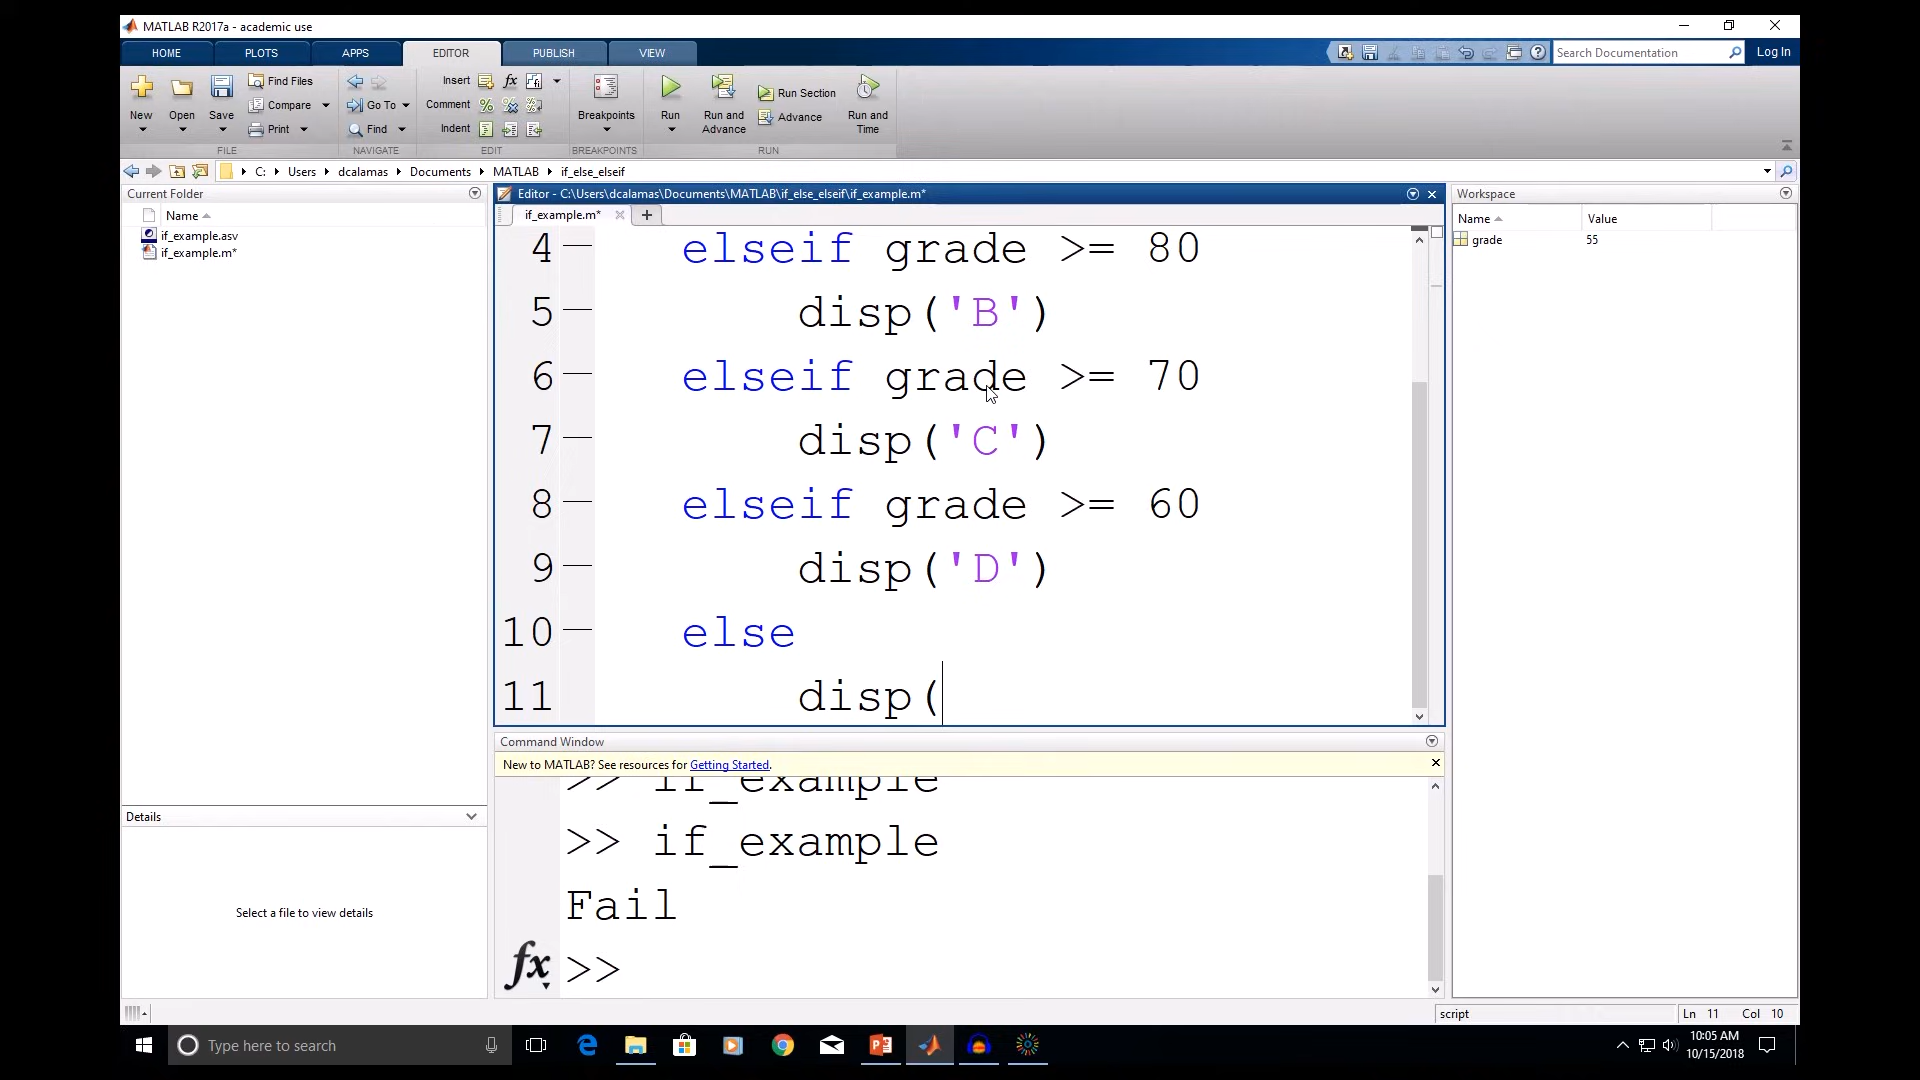 MATLAB R2017a - academic use
HOME PLOTS APPS EDITOR PUBLISH VIEW Search Documentation Log In
New Open Save Find Files Compare Print
Go To Find
Insert fx Comment Indent
Breakpoints
Run Run and Advance Run Section Advance Run and Time
FILE NAVIGATE EDIT BREAKPOINTS RUN
C: Users dcalamas Documents MATLAB if_else_elseif
Current Folder
Name
if_example.asv
if_example.m*
Details
Select a file to view details
Editor - C:\Users\dcalamas\Documents\MATLAB\if_else_elseif\if_example.m*
if_example.m*
4 elseif grade >= 80
5 disp('B')
6 elseif grade >= 70
7 disp('C')
8 elseif grade >= 60
9 disp('D')
10 else
11 disp(
Command Window
New to MATLAB? See resources for Getting Started.
>> if_example
>> if_example
Fail
fx >>
Workspace
Name Value
grade 55
script Ln 11 Col 10
Type here to search
10:05 AM
10/15/2018